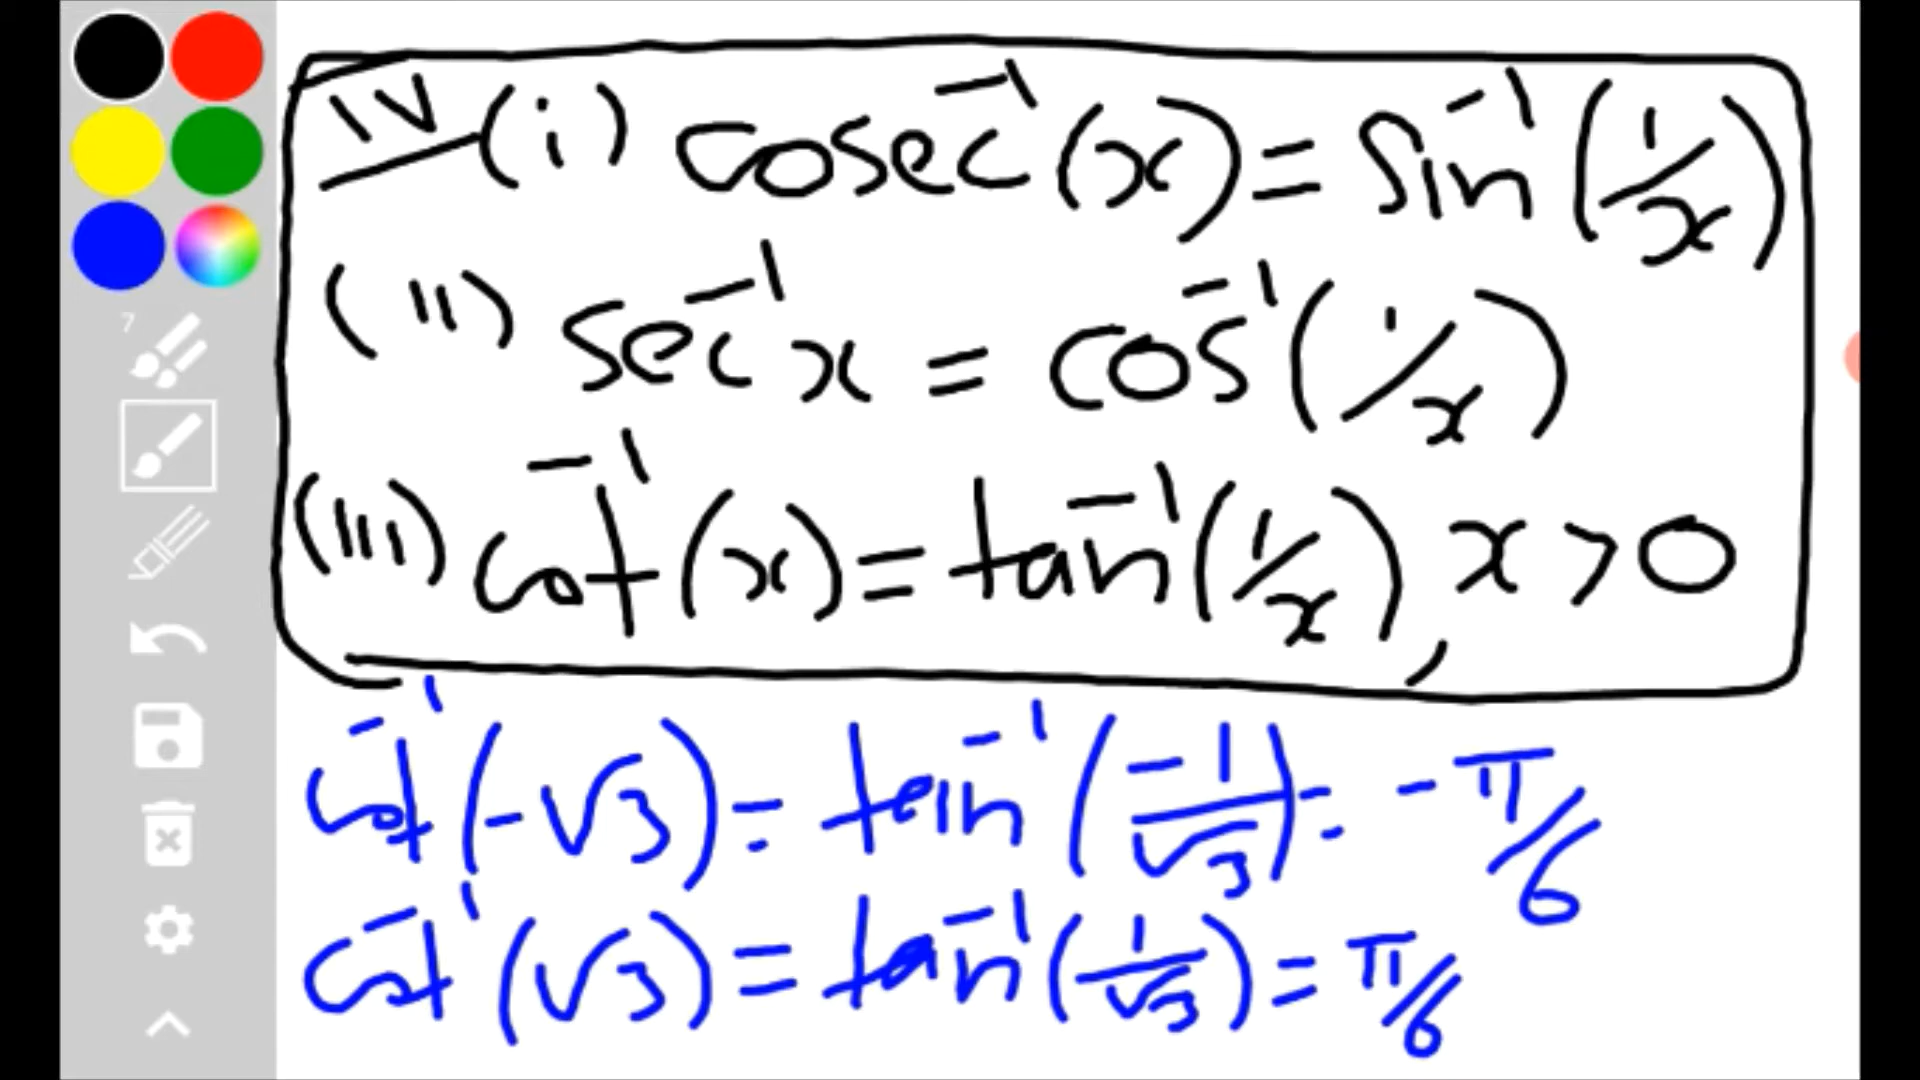 IV (i) cosec⁻¹(x) = sin⁻¹(1/x)
(ii) sec⁻¹x = cos⁻¹(1/x)
(iii) cot⁻¹(x) = tan⁻¹(1/x), x > 0
7
cot⁻¹(-√3) = tan⁻¹(-1/√3) = -π/6
cot⁻¹(√3) = tan⁻¹(1/√3) = π/6